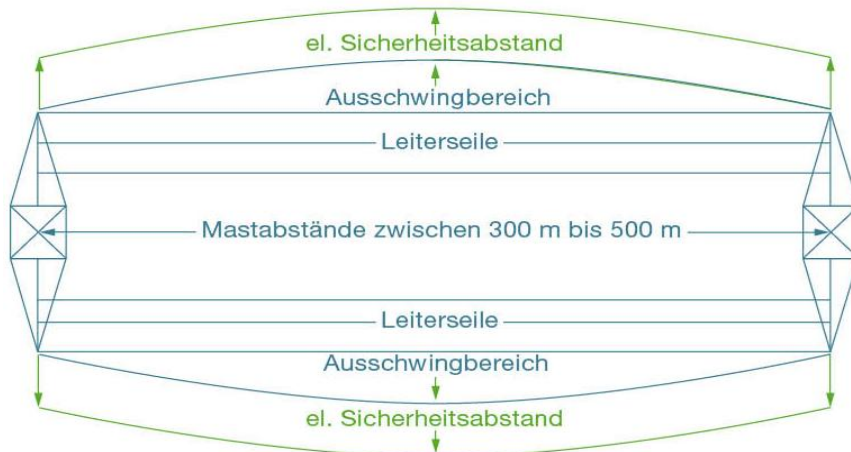 el. Sicherheitsabstand
Ausschwingbereich
Leiterseile
Mastabstände zwischen 300 m bis 500 m
Leiterseile
Ausschwingbereich
el. Sicherheitsabstand